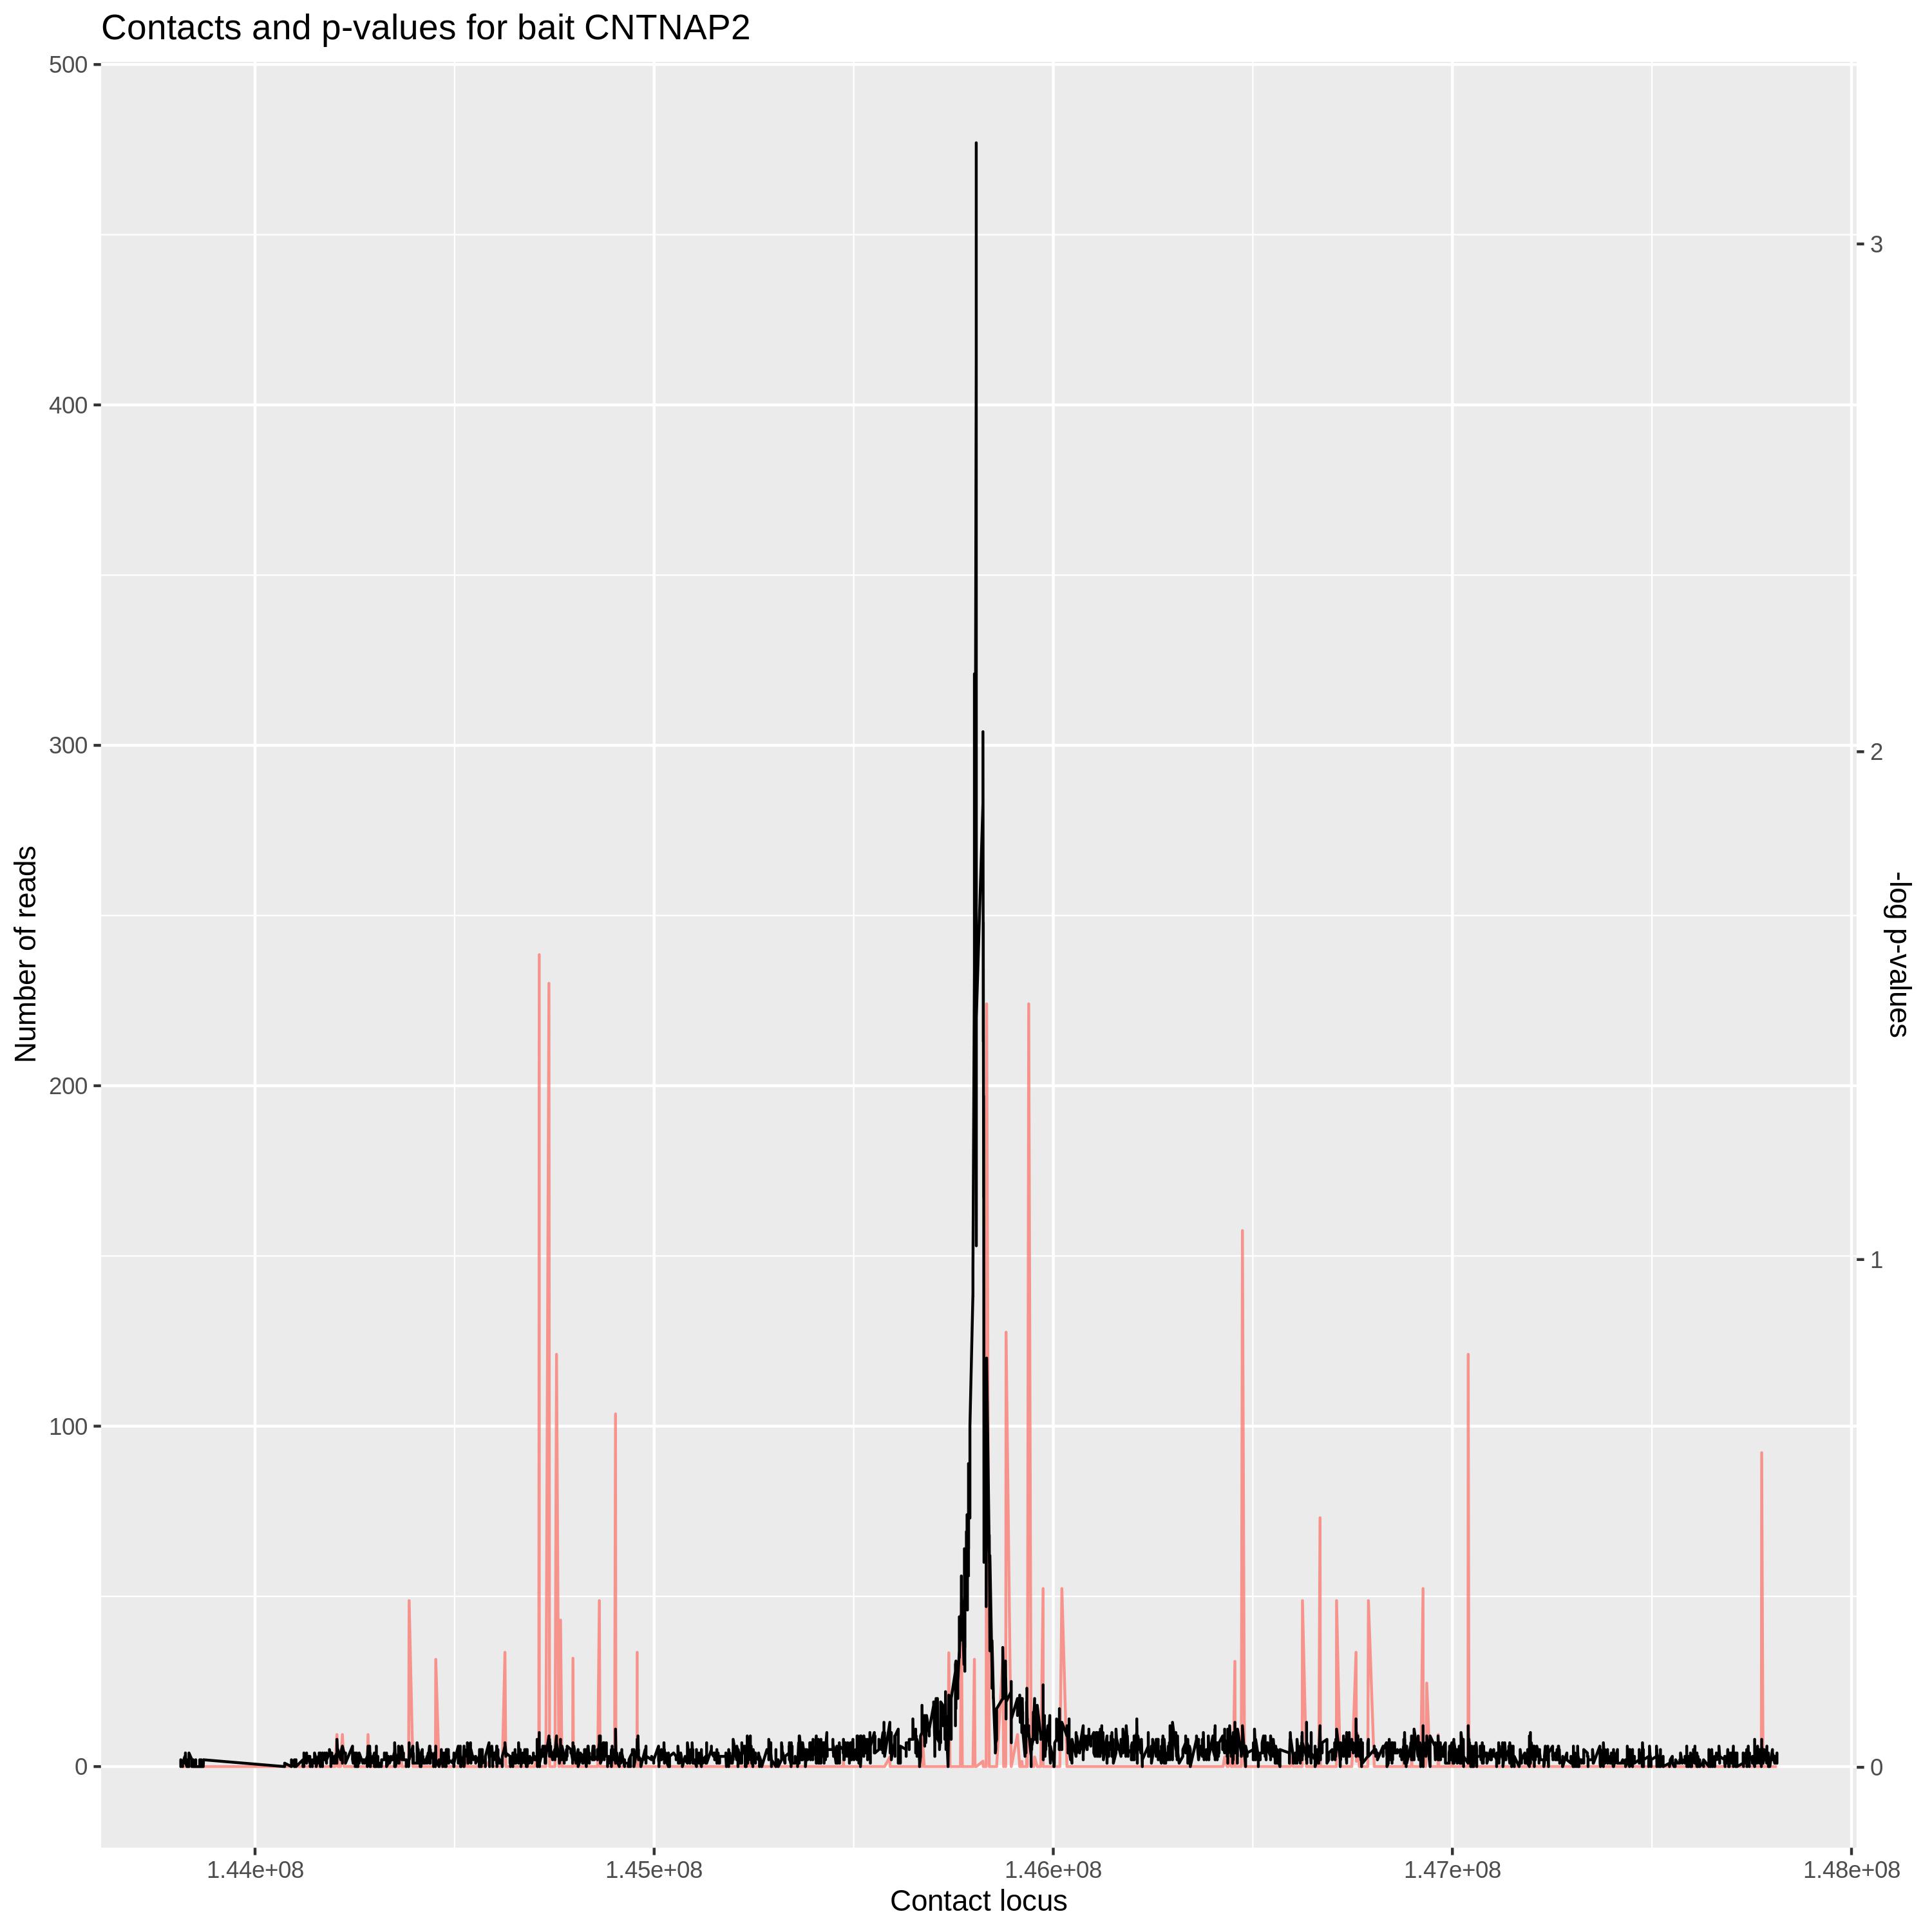 Contacts and p-values for bait CNTNAP2
500
400
300
200
100
0
Number of reads
3
2
1
0
-log p-values
1.44e+08
1.45e+08
1.46e+08
1.47e+08
1.48e+08
Contact locus